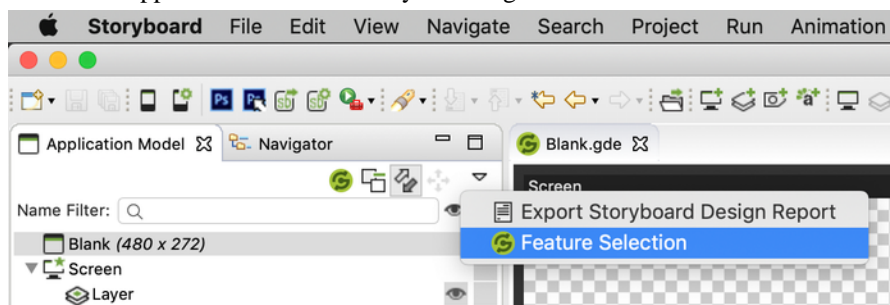 Storyboard File Edit View Navigate Search Project Run Animation
Application Model Navigator
Blank.gde
Screen
Name Filter:
Export Storyboard Design Report
Feature Selection
Blank (480 x 272)
Screen
Layer